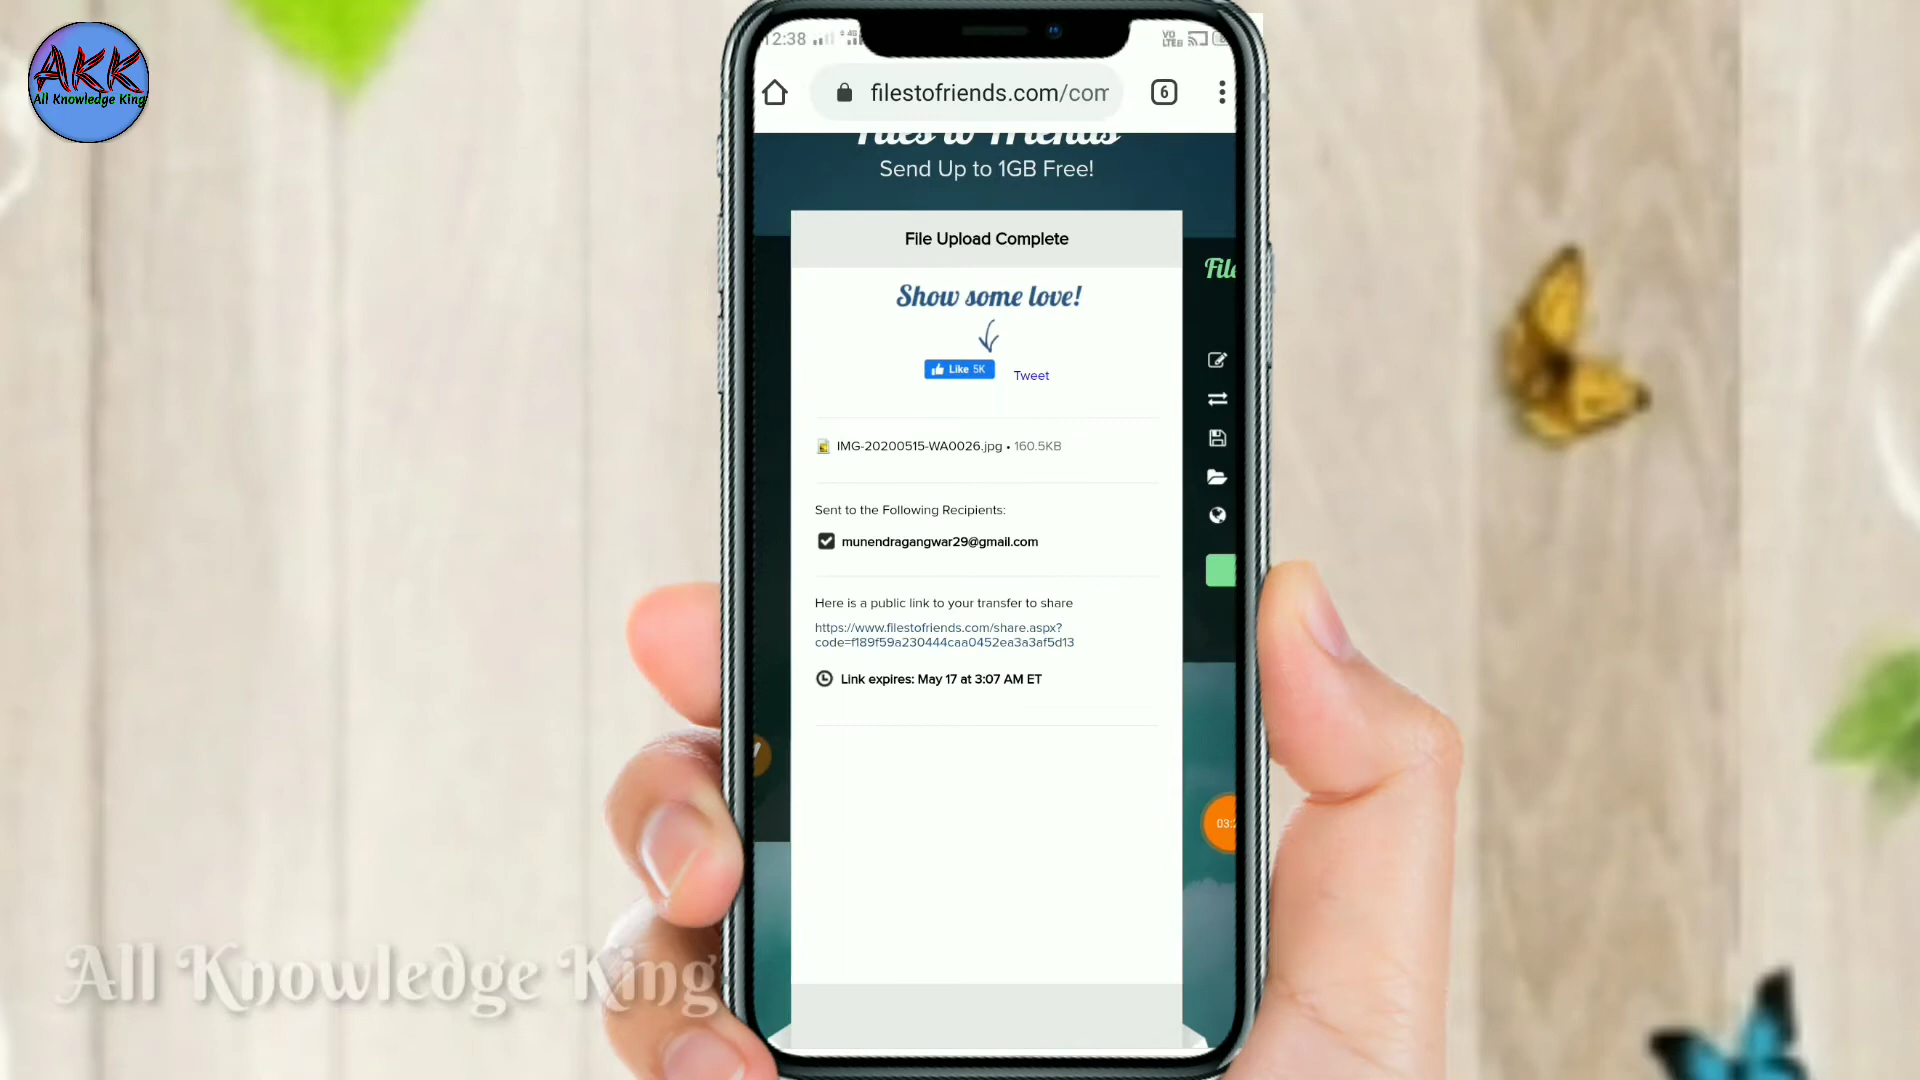 AKK
All Knowledge King
12:38
4G
VO
LTE
filestofriends.com/com
6
Files to Friends
Send Up to 1GB Free!
File Upload Complete
Show some love!
Like 5K
Tweet
IMG-20200515-WA0026.jpg • 160.5KB
Sent to the Following Recipients:
munendragangwar29@gmail.com
Here is a public link to your transfer to share
https://www.filestofriends.com/share.aspx?
code=f189f59a230444caa0452ea3a3af5d13
Link expires: May 17 at 3:07 AM ET
All Knowledge King